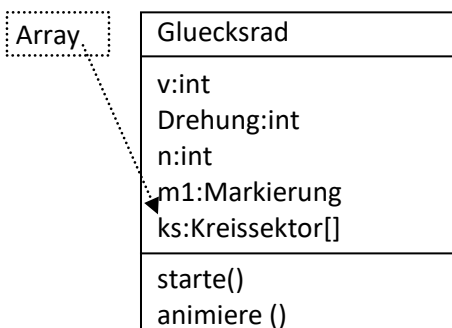 Array
Gluecksrad
v:int
Drehung:int
n:int
m1:Markierung
ks:Kreissektor[]
starte()
animiere ()